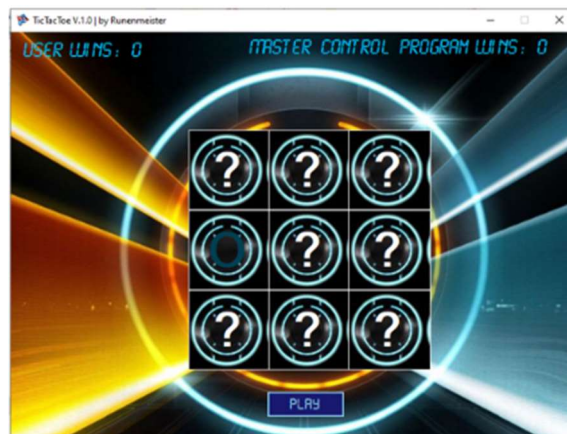 TicTacToe V.1.0 | by Runenmeister
USER WINS: 0 MASTER CONTROL PROGRAM WINS: 0
? ? ?
O ? ?
? ? ?
PLAY